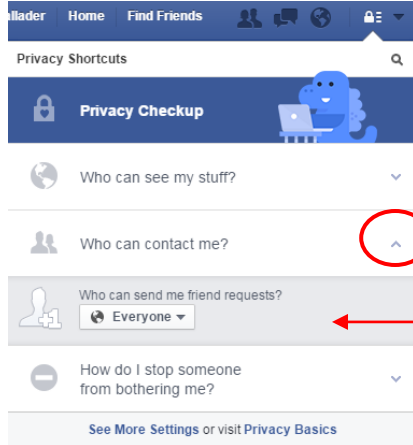 Home Find Friends
Privacy Shortcuts
Privacy Checkup
Who can see my stuff?
Who can contact me?
Who can send me friend requests?
Everyone
How do I stop someone
from bothering me?
See More Settings or visit Privacy Basics